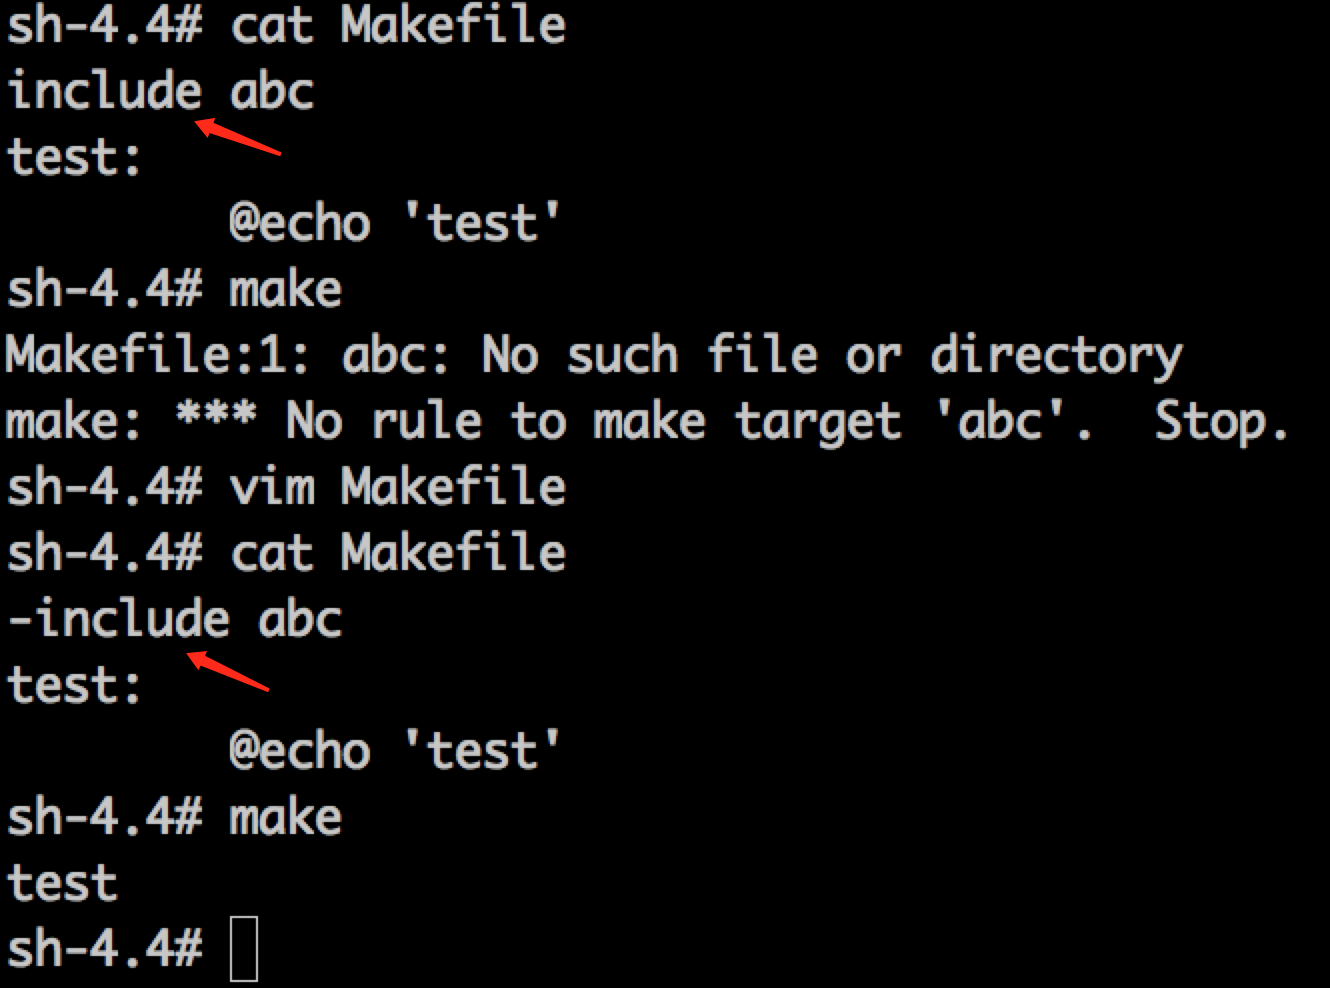 sh-4.4# cat Makefile
include abc
test:
        @echo 'test'
sh-4.4# make
Makefile:1: abc: No such file or directory
make: *** No rule to make target 'abc'.  Stop.
sh-4.4# vim Makefile
sh-4.4# cat Makefile
-include abc
test:
        @echo 'test'
sh-4.4# make
test
sh-4.4#